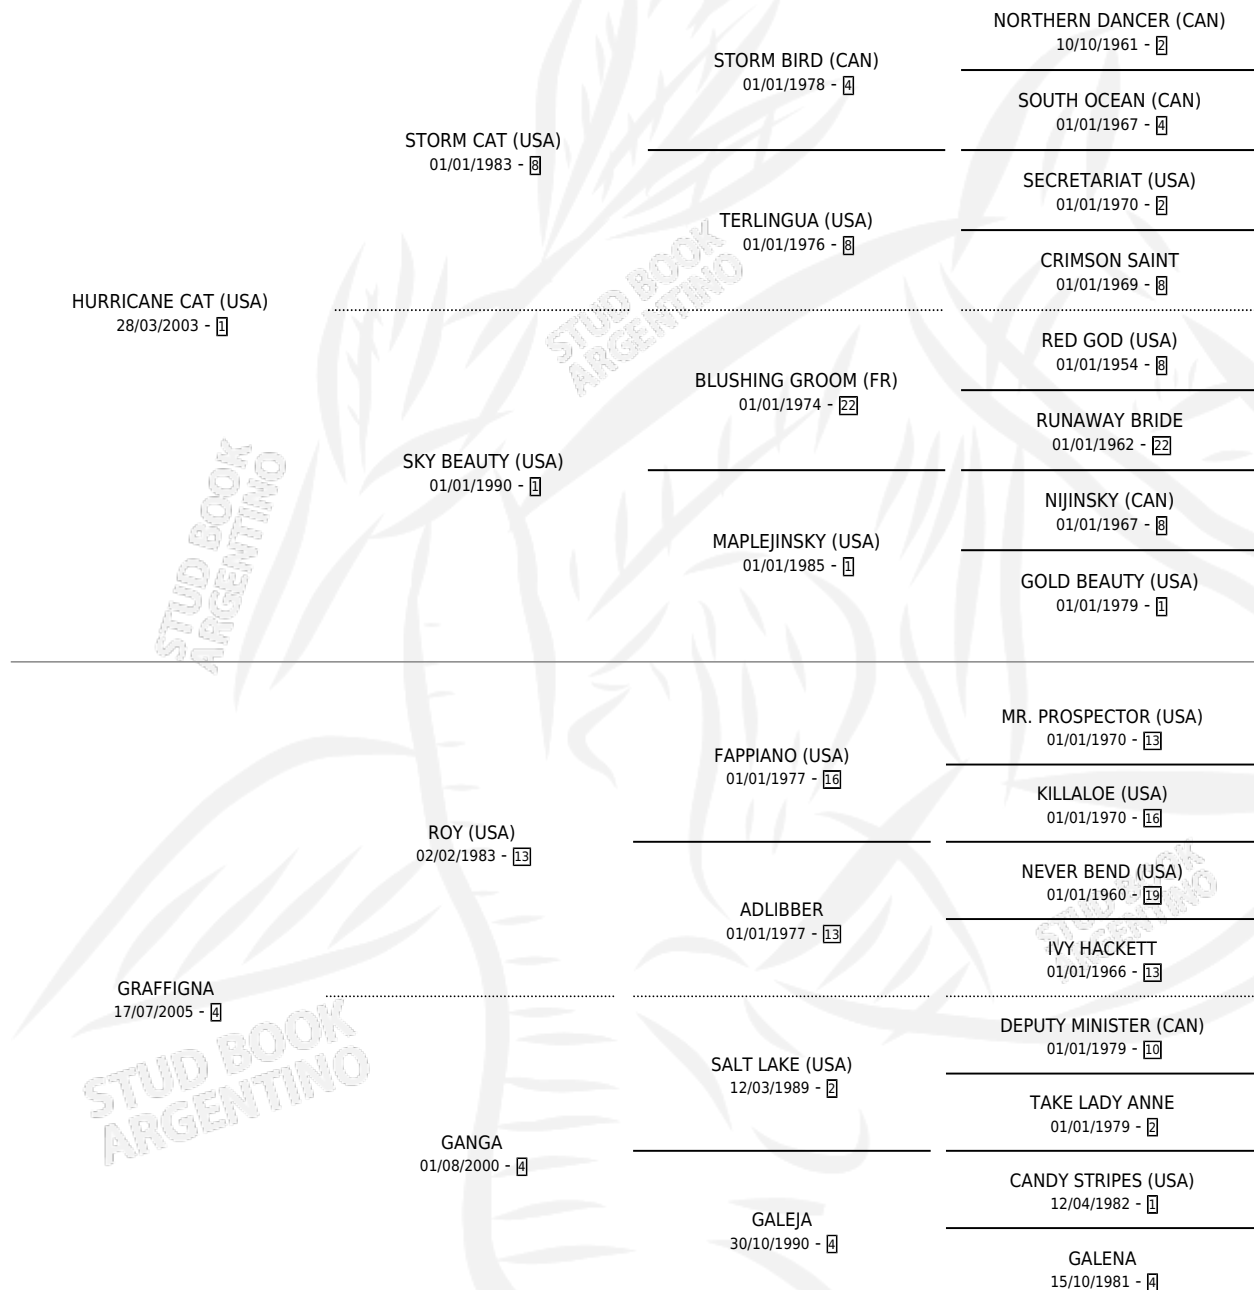 NORTHERN DANCER (CAN)
10/10/1961 - 2
STORM BIRD (CAN)
01/01/1978 - 4
SOUTH OCEAN (CAN)
01/01/1967 - 4
STORM CAT (USA)
01/01/1983 - 8
SECRETARIAT (USA)
01/01/1970 - 2
TERLINGUA (USA)
01/01/1976 - 8
CRIMSON SAINT
01/01/1969 - 8
HURRICANE CAT (USA)
28/03/2003 - 1
RED GOD (USA)
01/01/1954 - 8
BLUSHING GROOM (FR)
01/01/1974 - 22
RUNAWAY BRIDE
01/01/1962 - 22
SKY BEAUTY (USA)
01/01/1990 - 1
NIJINSKY (CAN)
01/01/1967 - 8
MAPLEJINSKY (USA)
01/01/1985 - 1
GOLD BEAUTY (USA)
01/01/1979 - 1
MR. PROSPECTOR (USA)
01/01/1970 - 13
FAPPIANO (USA)
01/01/1977 - 16
KILLALOE (USA)
01/01/1970 - 16
ROY (USA)
02/02/1983 - 13
NEVER BEND (USA)
01/01/1960 - 19
ADLIBBER
01/01/1977 - 13
IVY HACKETT
01/01/1966 - 13
GRAFFIGNA
17/07/2005 - 4
DEPUTY MINISTER (CAN)
01/01/1979 - 10
SALT LAKE (USA)
12/03/1989 - 2
TAKE LADY ANNE
01/01/1979 - 2
GANGA
01/08/2000 - 4
CANDY STRIPES (USA)
12/04/1982 - 1
GALEJA
30/10/1990 - 4
GALENA
15/10/1981 - 4
STUD BOOK
ARGENTINO
STUD BOOK
ARGENTINO
STUD BOOK
ARGENTINO
STUD BOOK
ARGENTINO